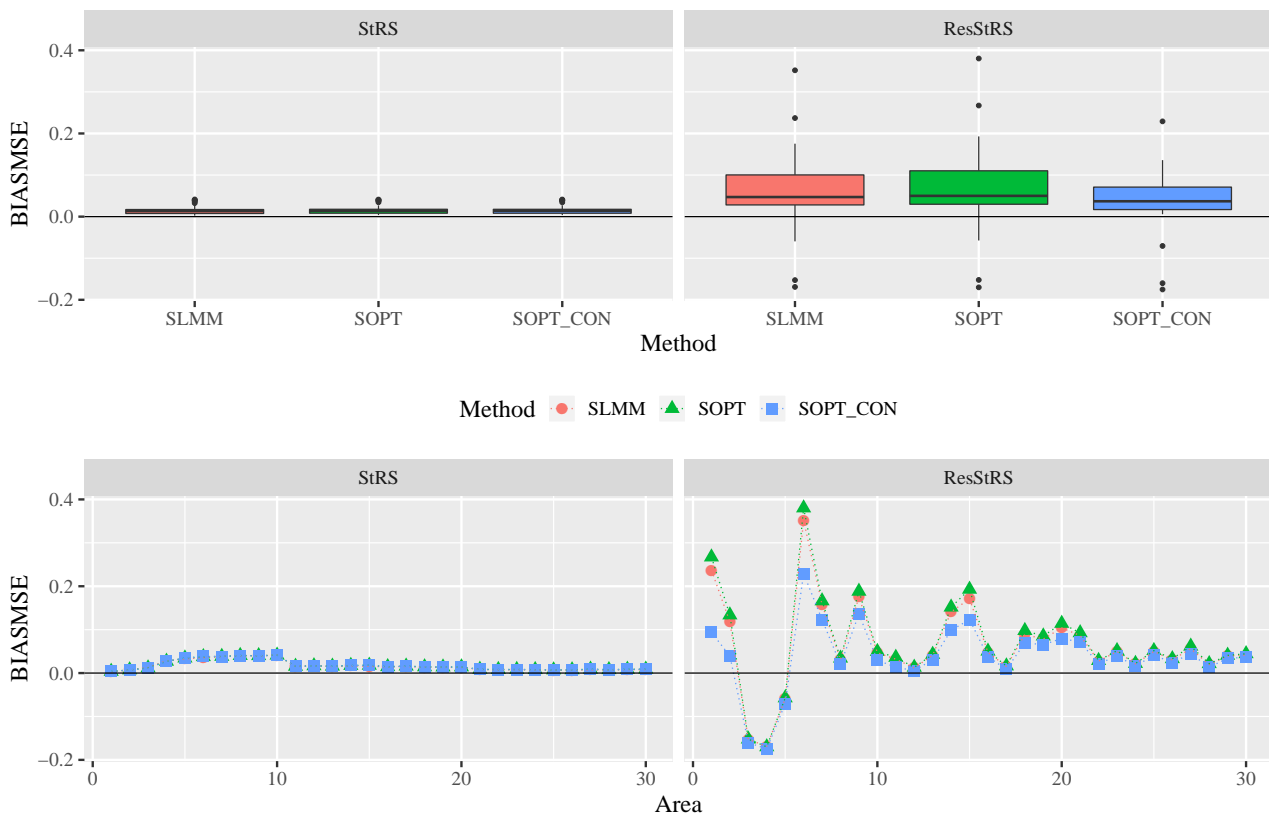 StRS ResStRS
0.4
0.2
0.0
−0.2
BIASMSE
SLMM SOPT SOPT_CON SLMM SOPT SOPT_CON
Method
Method SLMM SOPT SOPT_CON
StRS ResStRS
0.4
0.2
0.0
−0.2
BIASMSE
0 10 20 30 0 10 20 30
Area